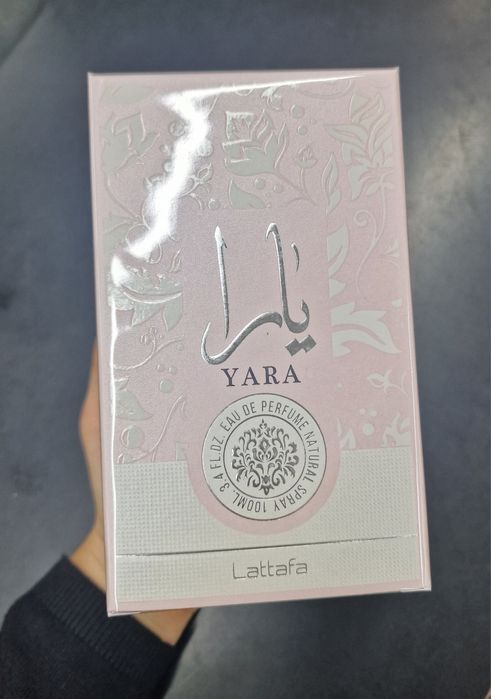 يارا
YARA
EAU DE PERFUME NATURAL SPRAY 100ML. 3.4 FL.OZ.
Lattafa